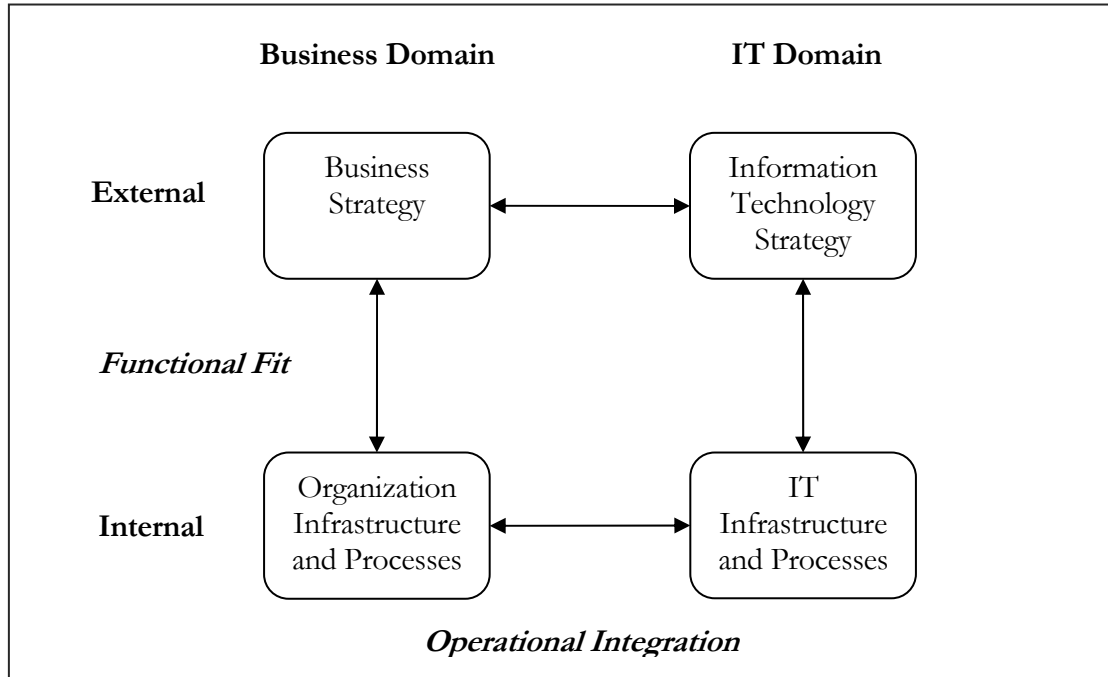 Business Domain
IT Domain
External
Business
Strategy
Information
Technology
Strategy
Functional Fit
Internal
Organization
Infrastructure
and Processes
IT
Infrastructure
and Processes
Operational Integration